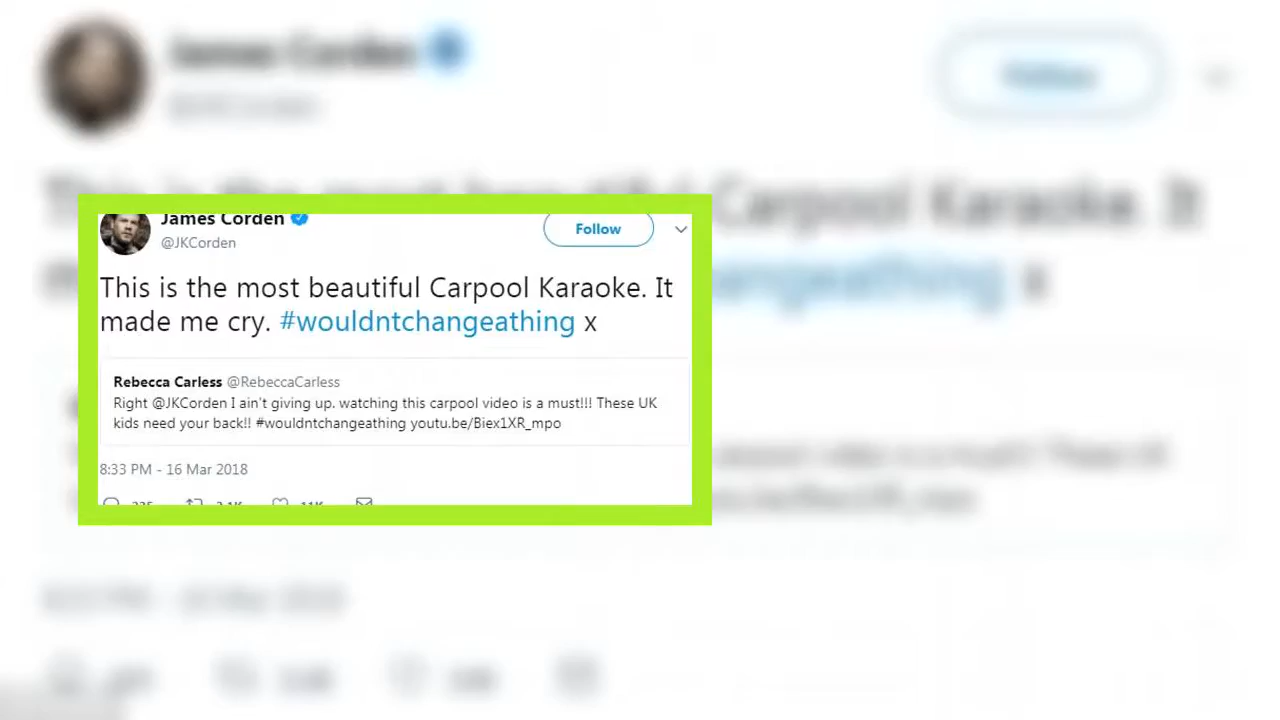 James Corden
@JKCorden
Follow
This is the most beautiful Carpool Karaoke. It
made me cry. #wouldntchangeathing x
Rebecca Carless @RebeccaCarless
Right @JKCorden I ain't giving up. watching this carpool video is a must!!! These UK
kids need your back!! #wouldntchangeathing youtu.be/Biex1XR_mpo
8:33 PM - 16 Mar 2018